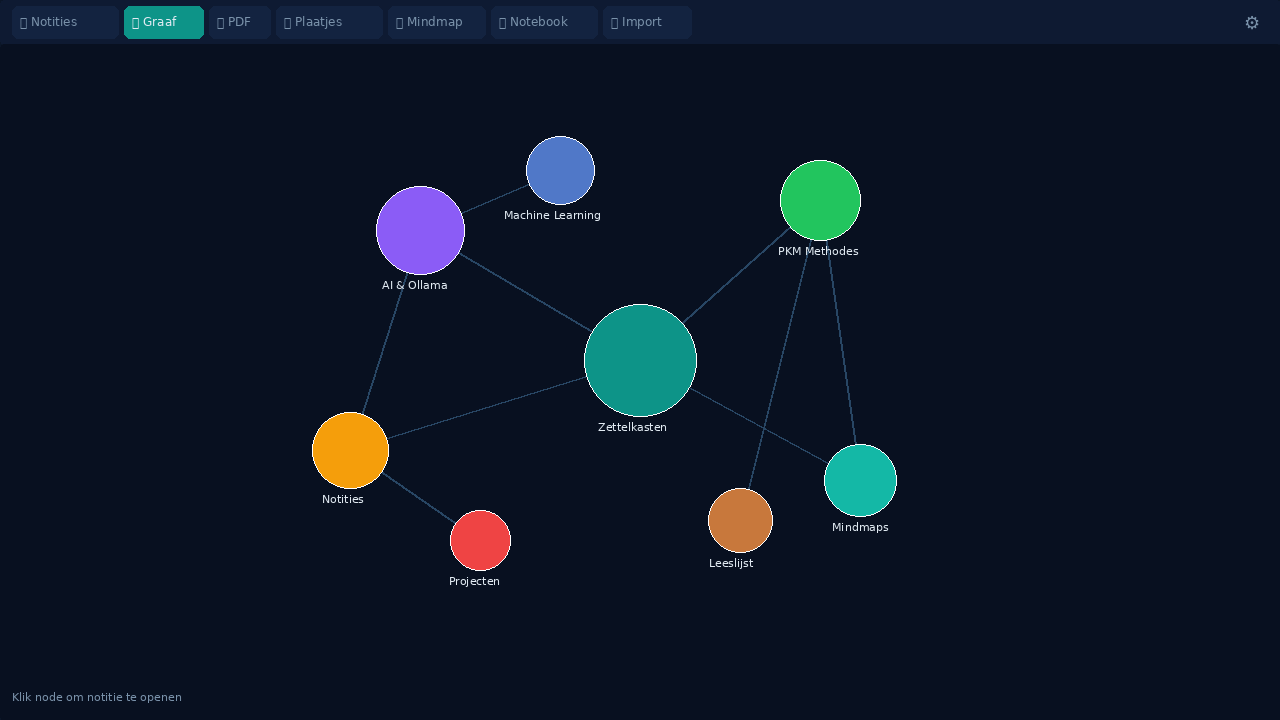 Notities
Graaf
PDF
Plaatjes
Mindmap
Notebook
Import
Machine Learning
PKM Methodes
AI & Ollama
Zettelkasten
Notities
Mindmaps
Leeslijst
Projecten
Klik node om notitie te openen